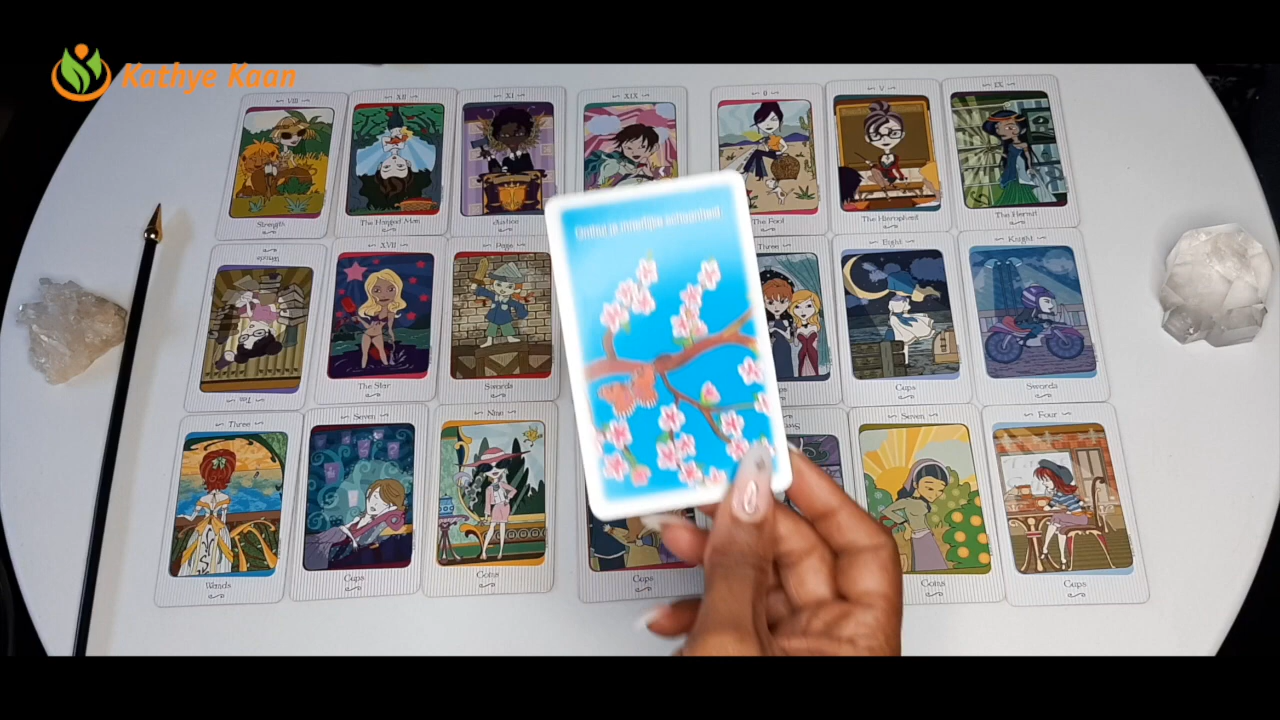 Kathye Kaan
VIII
XII
XI
XIX
0
V
IX
Strength
The Hanged Man
Justice
The Fool
The Hierophant
The Hermit
Wands
XVII
Page
Three
Eight
Knight
Ten
The Star
Swords
Cups
Swords
Three
Seven
Nine
Seven
Four
Wands
Cups
Coins
Cups
Coins
Cups